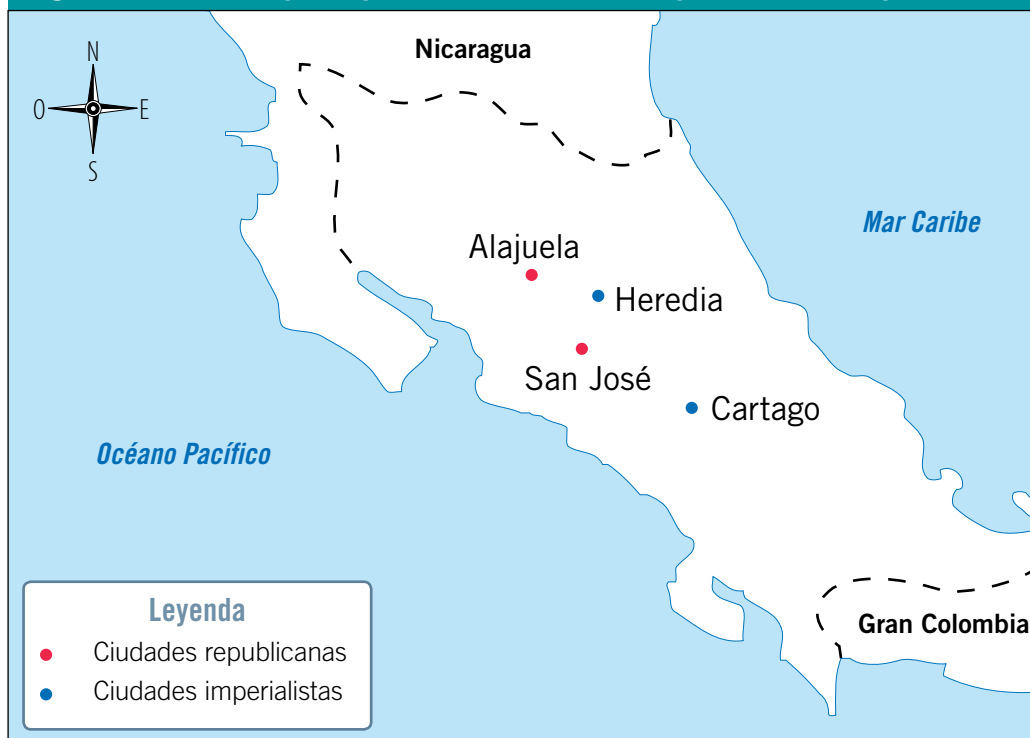 N
O
E
S
Nicaragua
Mar Caribe
Alajuela
Heredia
San José
Cartago
Océano Pacífico
Gran Colombia
Leyenda
Ciudades republicanas
Ciudades imperialistas